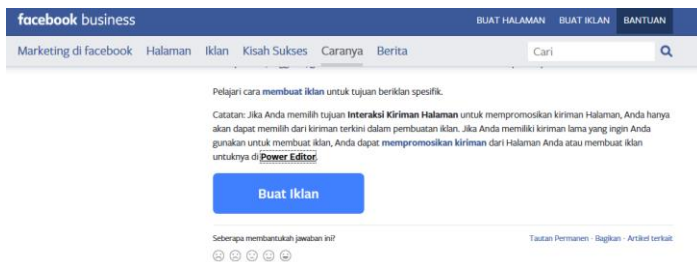 facebook business
BUAT HALAMAN BUAT IKLAN BANTUAN
Marketing di facebook Halaman Iklan Kisah Sukses Caranya Berita Cari
Pelajari cara membuat iklan untuk tujuan beriklan spesifik.
Catatan: Jika Anda memilih tujuan Interaksi Kiriman Halaman untuk mempromosikan kiriman Halaman, Anda hanya
akan dapat memilih dari kiriman terkini dalam pembuatan iklan. Jika Anda memiliki kiriman lama yang ingin Anda
gunakan untuk membuat iklan, Anda dapat mempromosikan kiriman dari Halaman Anda atau membuat iklan
untuknya di Power Editor.
Buat Iklan
Seberapa membantukah jawaban ini?
Tautan Permanen · Bagikan · Artikel terkait